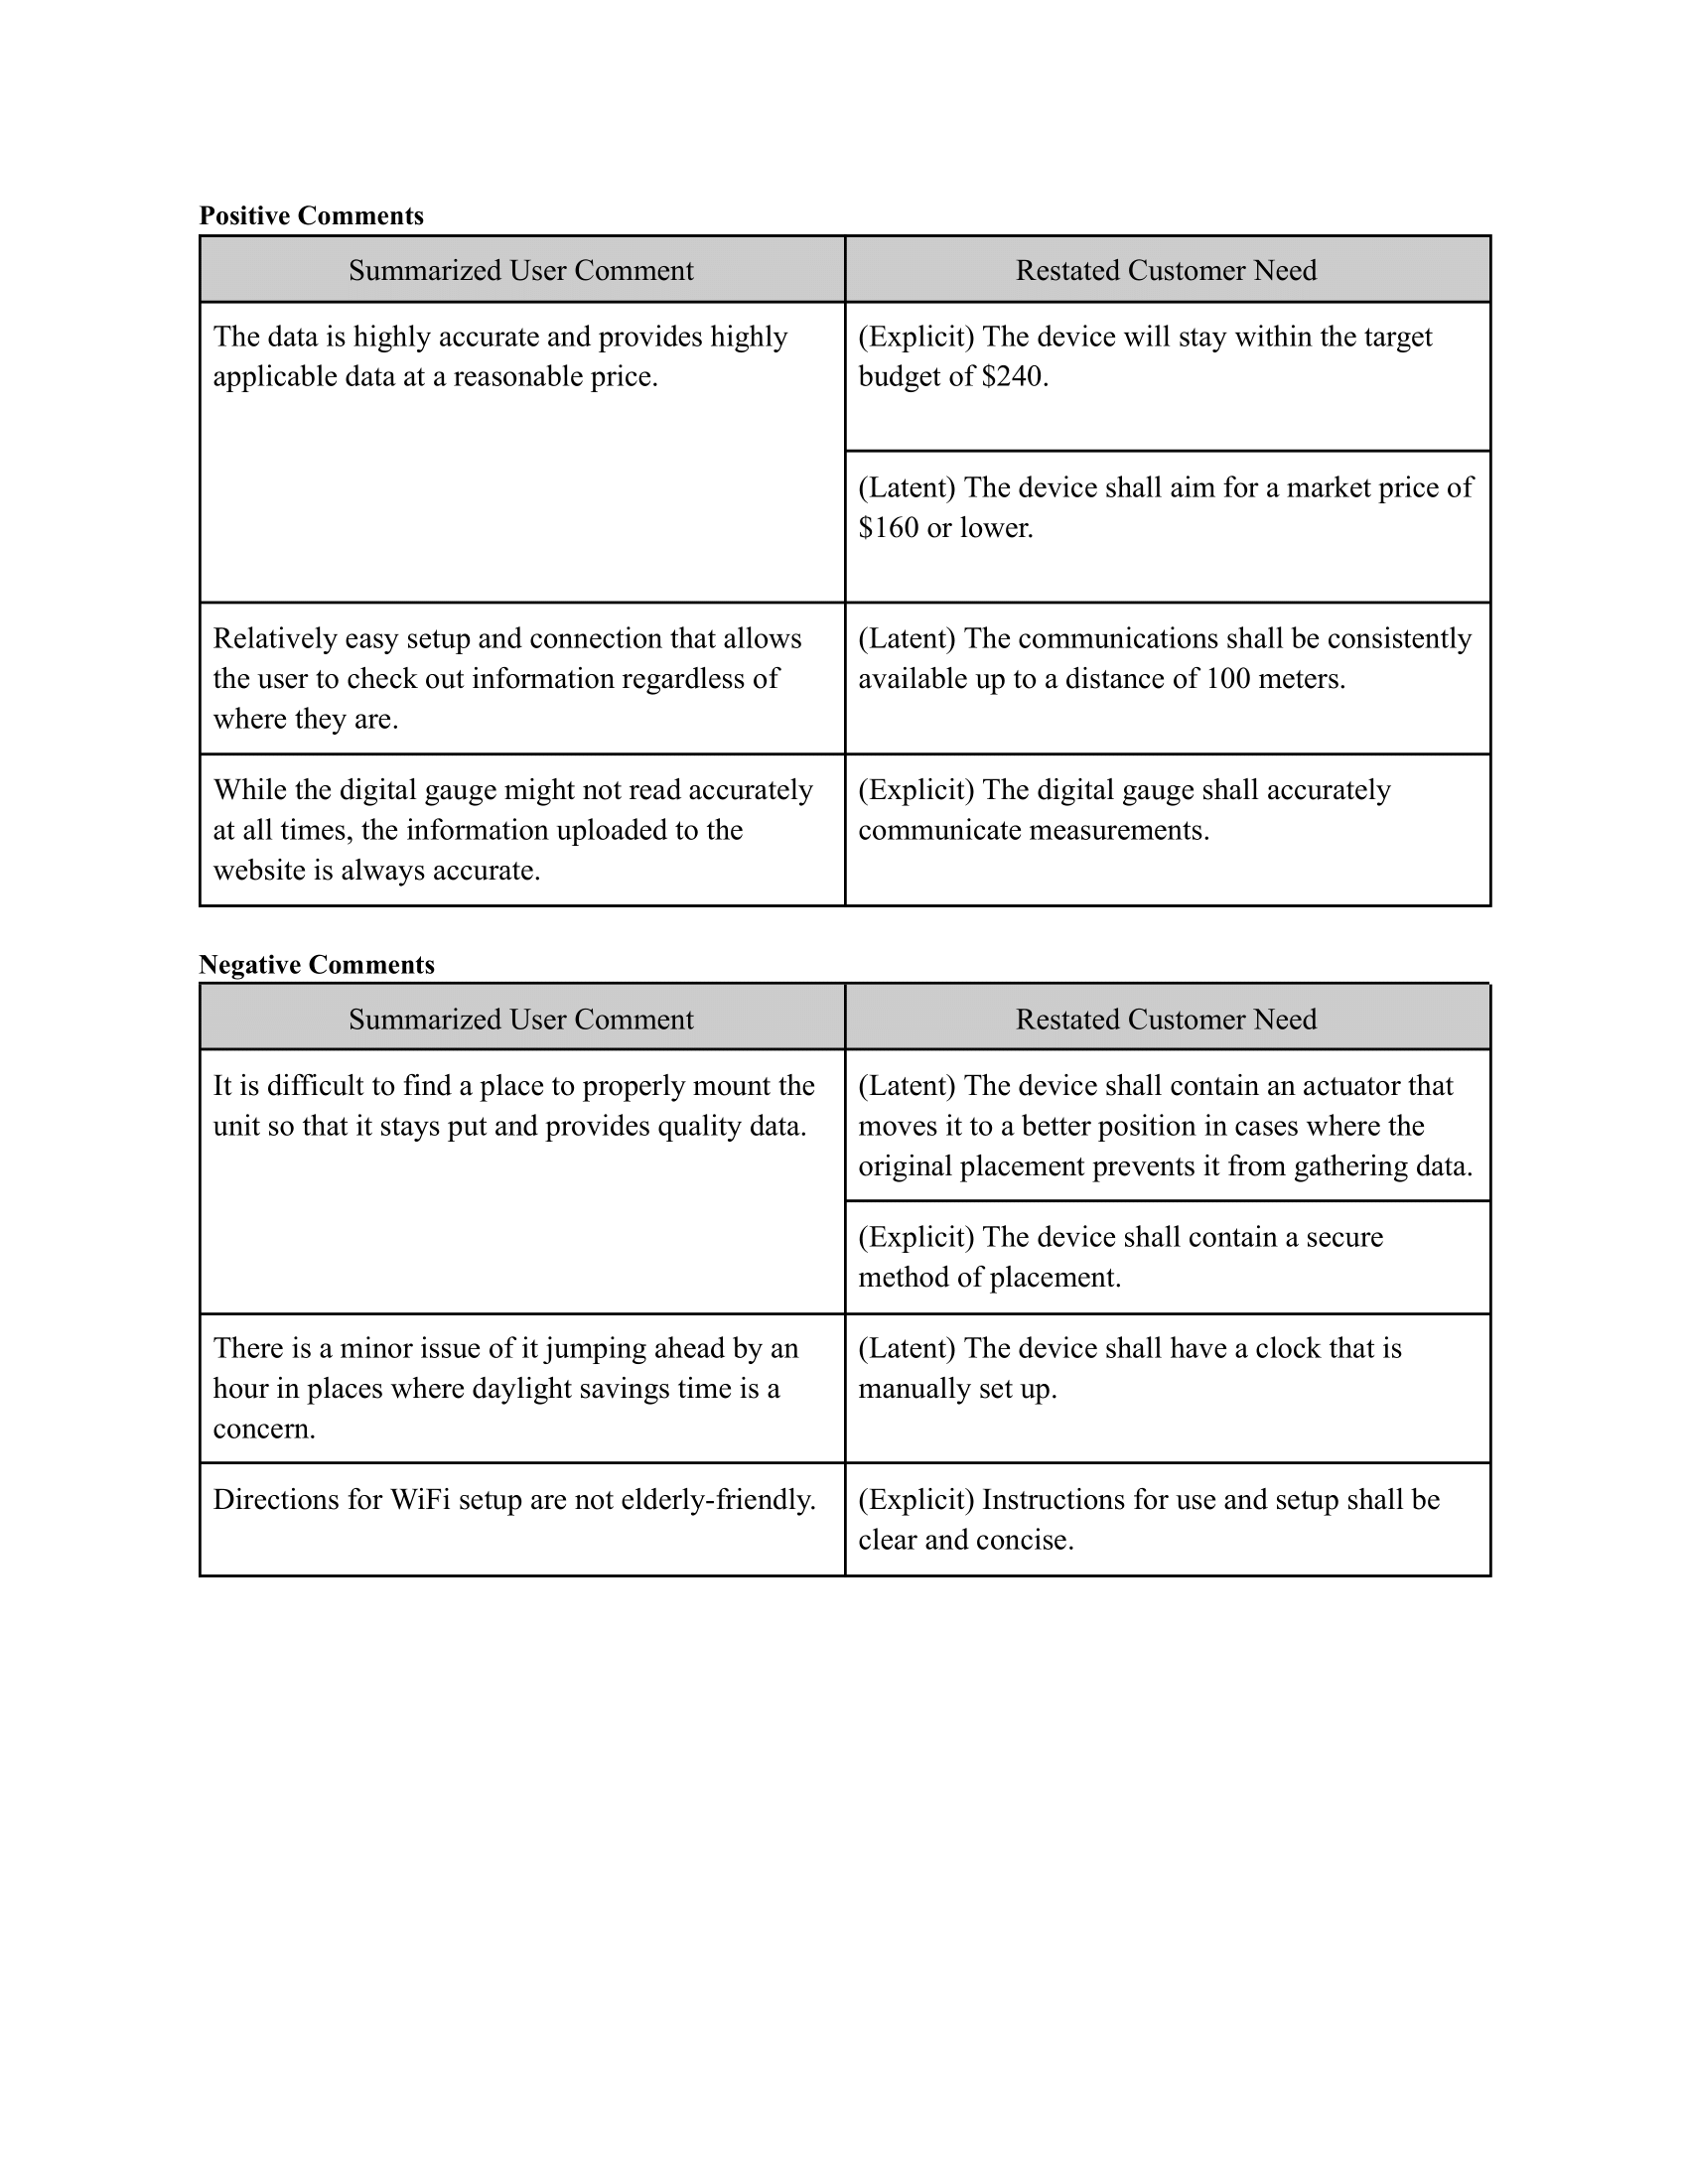 Positive Comments
Summarized User Comment
Restated Customer Need
The data is highly accurate and provides highly
applicable data at a reasonable price.
(Explicit) The device will stay within the target
budget of $240.
(Latent) The device shall aim for a market price of
$160 or lower.
Relatively easy setup and connection that allows
the user to check out information regardless of
where they are.
(Latent) The communications shall be consistently
available up to a distance of 100 meters.
While the digital gauge might not read accurately
at all times, the information uploaded to the
website is always accurate.
(Explicit) The digital gauge shall accurately
communicate measurements.
Negative Comments
Summarized User Comment
Restated Customer Need
It is difficult to find a place to properly mount the
unit so that it stays put and provides quality data.
(Latent) The device shall contain an actuator that
moves it to a better position in cases where the
original placement prevents it from gathering data.
(Explicit) The device shall contain a secure
method of placement.
There is a minor issue of it jumping ahead by an
hour in places where daylight savings time is a
concern.
(Latent) The device shall have a clock that is
manually set up.
Directions for WiFi setup are not elderly-friendly.
(Explicit) Instructions for use and setup shall be
clear and concise.